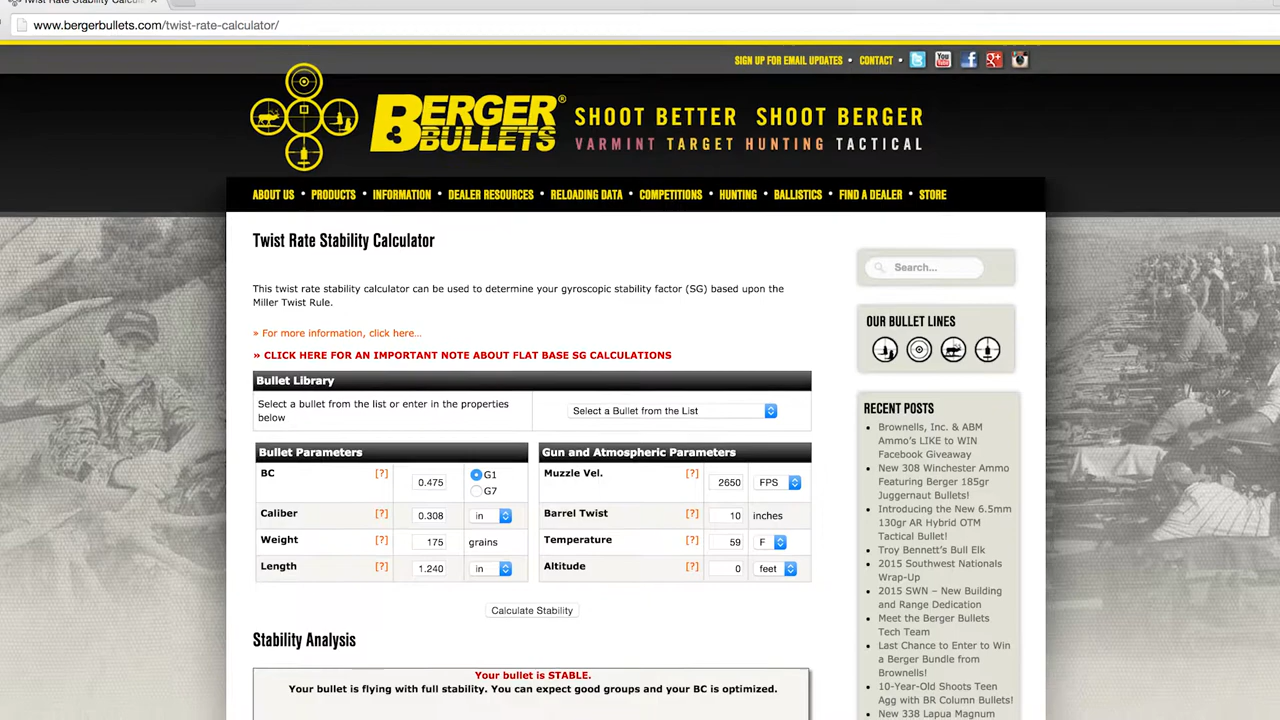 Twist Rate Stability Calcula
www.bergerbullets.com/twist-rate-calculator/
SIGN UP FOR EMAIL UPDATES • CONTACT •
BERGER® BULLETS
SHOOT BETTER SHOOT BERGER
VARMINT TARGET HUNTING TACTICAL
ABOUT US • PRODUCTS • INFORMATION • DEALER RESOURCES • RELOADING DATA • COMPETITIONS • HUNTING • BALLISTICS • FIND A DEALER • STORE
Twist Rate Stability Calculator
Search...
This twist rate stability calculator can be used to determine your gyroscopic stability factor (SG) based upon the
Miller Twist Rule.
» For more information, click here...
» CLICK HERE FOR AN IMPORTANT NOTE ABOUT FLAT BASE SG CALCULATIONS
Bullet Library
Select a bullet from the list or enter in the properties
below
Select a Bullet from the List
Bullet Parameters
BC [?] 0.475 G1
G7
Caliber [?] 0.308 in
Weight [?] 175 grains
Length [?] 1.240 in
Gun and Atmospheric Parameters
Muzzle Vel. [?] 2650 FPS
Barrel Twist [?] 10 inches
Temperature [?] 59 F
Altitude [?] 0 feet
Calculate Stability
Stability Analysis
Your bullet is STABLE.
Your bullet is flying with full stability. You can expect good groups and your BC is optimized.
OUR BULLET LINES
RECENT POSTS
• Brownells, Inc. & ABM
Ammo's LIKE to WIN
Facebook Giveaway
• New 308 Winchester Ammo
Featuring Berger 185gr
Juggernaut Bullets!
• Introducing the New 6.5mm
130gr AR Hybrid OTM
Tactical Bullet!
• Troy Bennett's Bull Elk
• 2015 Southwest Nationals
Wrap-Up
• 2015 SWN – New Building
and Range Dedication
• Meet the Berger Bullets
Tech Team
• Last Chance to Enter to Win
a Berger Bundle from
Brownells!
• 10-Year-Old Shoots Teen
Agg with BR Column Bullets!
• New 338 Lapua Magnum